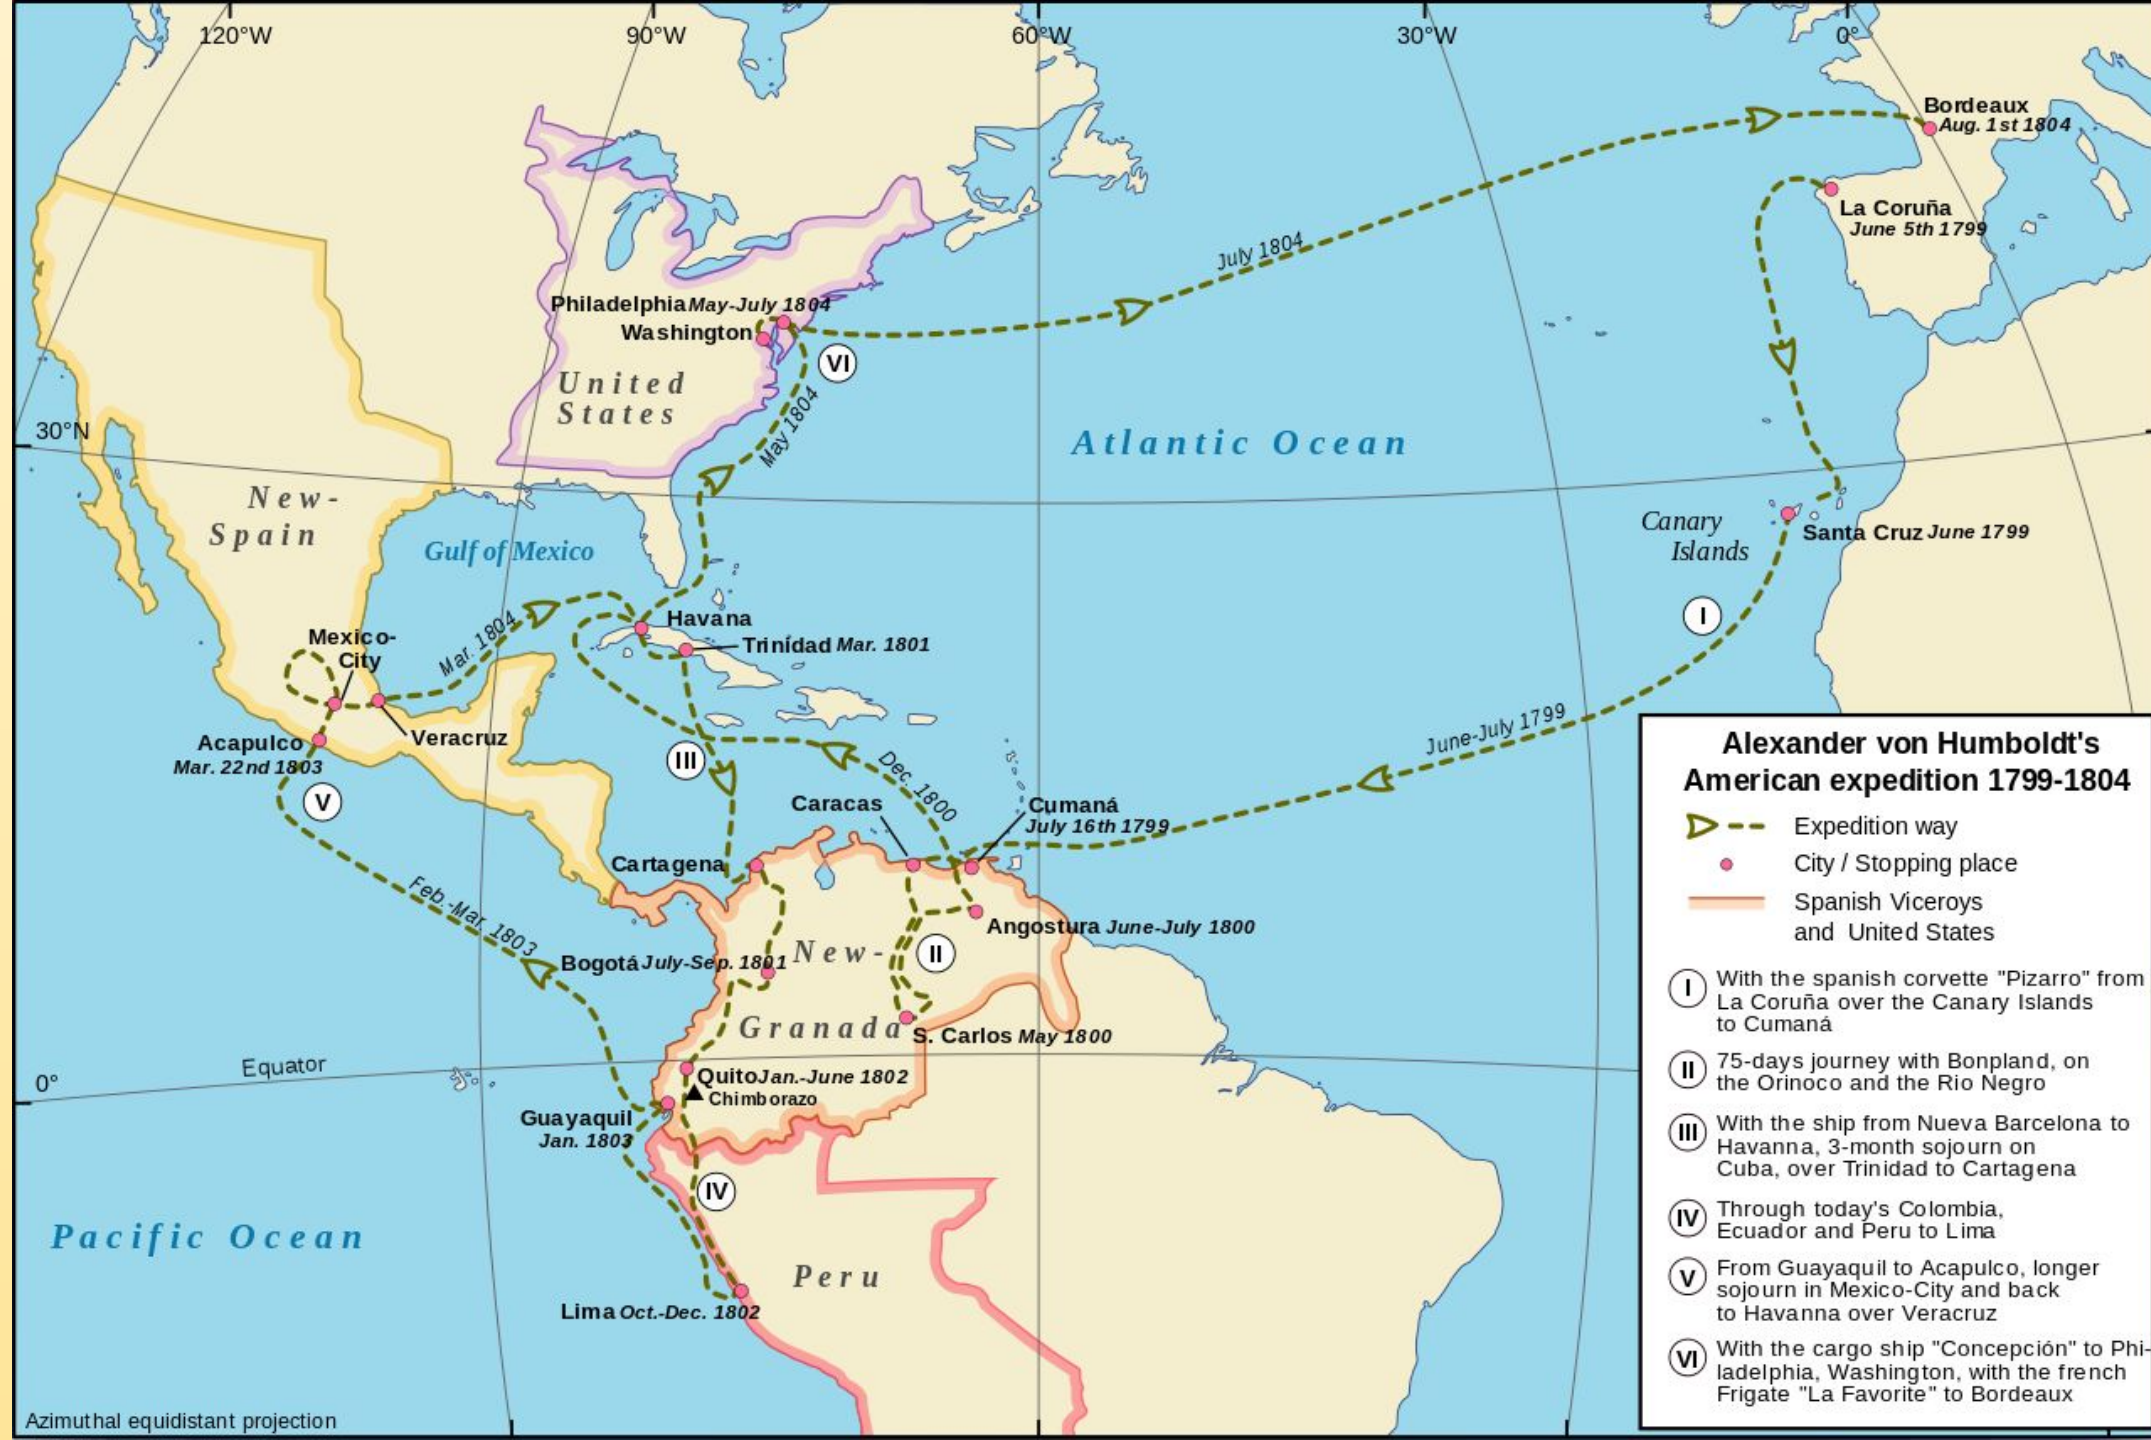 120°W
90°W
60°W
30°W
0°
Bordeaux
Aug. 1st 1804
La Coruña
June 5th 1799
July 1804
Philadelphia May-July 1804
Washington
VI
United
States
May 1804
30°N
Atlantic Ocean
New-
Spain
Gulf of Mexico
Canary
Islands
Santa Cruz June 1799
I
Havana
Trinídad Mar. 1801
Mexico-
City
Mar. 1804
Veracruz
Acapulco
Mar. 22nd 1803
V
III
Dec. 1800
June-July 1799
Caracas
Cumaná
July 16th 1799
Cartagena
Feb.-Mar. 1803
Angostura June-July 1800
II
Bogotá July-Sep. 1801
New-
Granada
S. Carlos May 1800
Equator
0°
Quito Jan.-June 1802
Chimborazo
Guayaquil
Jan. 1803
IV
Pacific Ocean
Peru
Lima Oct.-Dec. 1802
Azimuthal equidistant projection
Alexander von Humboldt's
American expedition 1799-1804
Expedition way
City / Stopping place
Spanish Viceroys
and United States
I With the spanish corvette "Pizarro" from
La Coruña over the Canary Islands
to Cumaná
II 75-days journey with Bonpland, on
the Orinoco and the Rio Negro
III With the ship from Nueva Barcelona to
Havanna, 3-month sojourn on
Cuba, over Trinidad to Cartagena
IV Through today's Colombia,
Ecuador and Peru to Lima
V From Guayaquil to Acapulco, longer
sojourn in Mexico-City and back
to Havanna over Veracruz
VI With the cargo ship "Concepción" to Phi-
ladelphia, Washington, with the french
Frigate "La Favorite" to Bordeaux